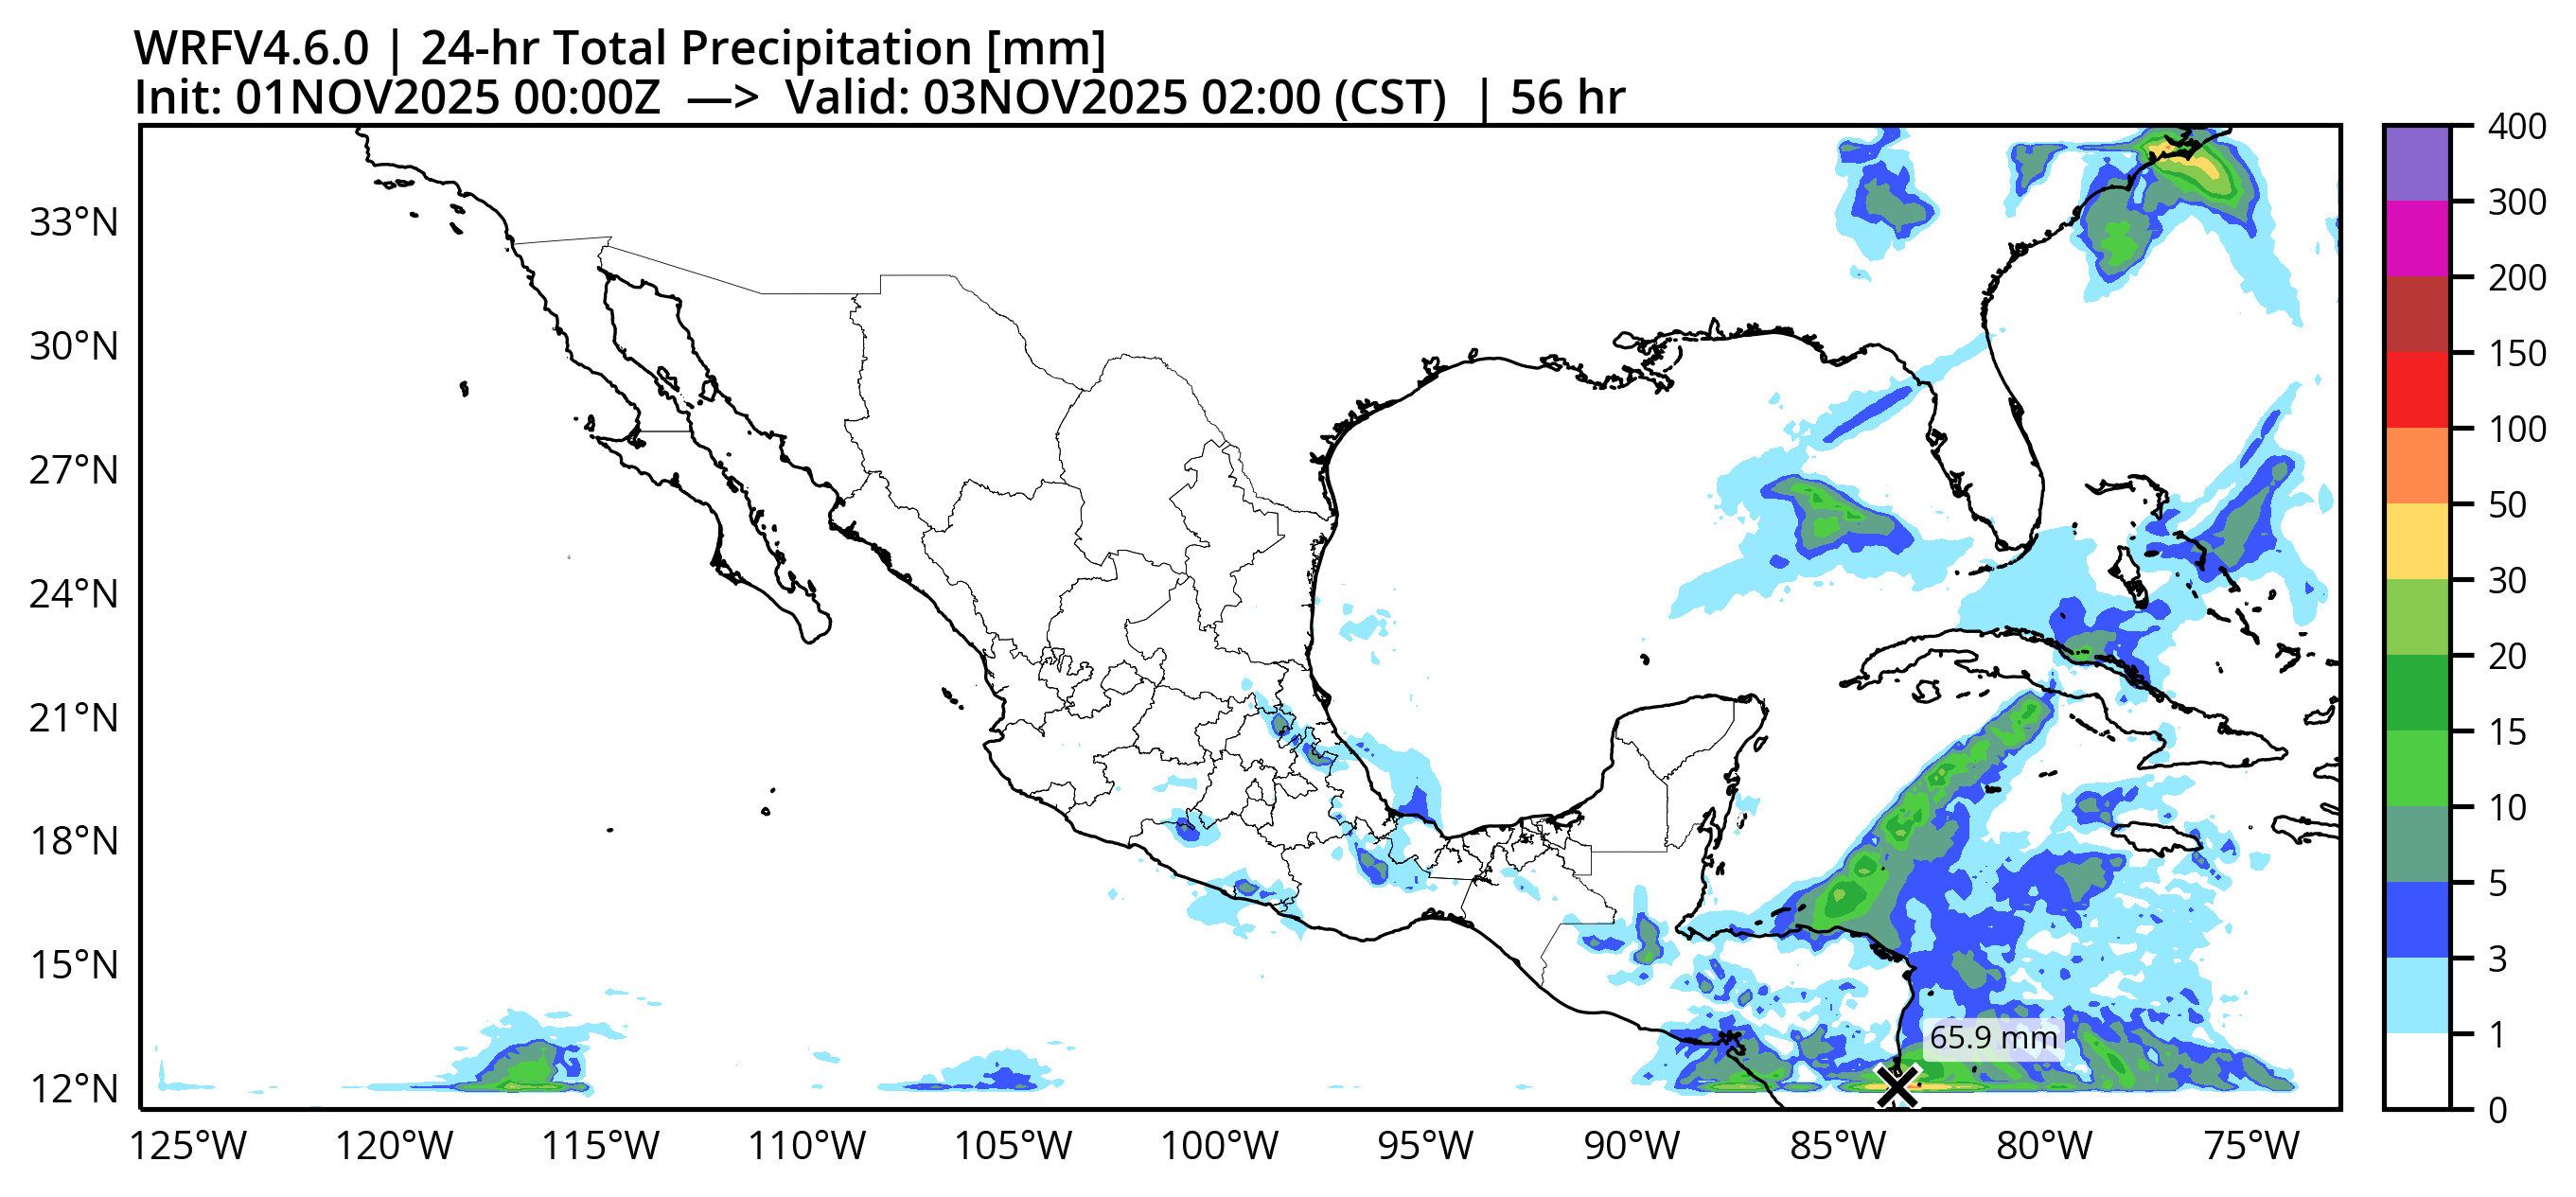 WRFV4.6.0 | 24-hr Total Precipitation [mm]
Init: 01NOV2025 00:00Z —> Valid: 03NOV2025 02:00 (CST) | 56 hr
33°N
30°N
27°N
24°N
21°N
18°N
15°N
12°N
125°W 120°W 115°W 110°W 105°W 100°W 95°W 90°W 85°W 80°W 75°W
65.9 mm
400
300
200
150
100
50
30
20
15
10
5
3
1
0